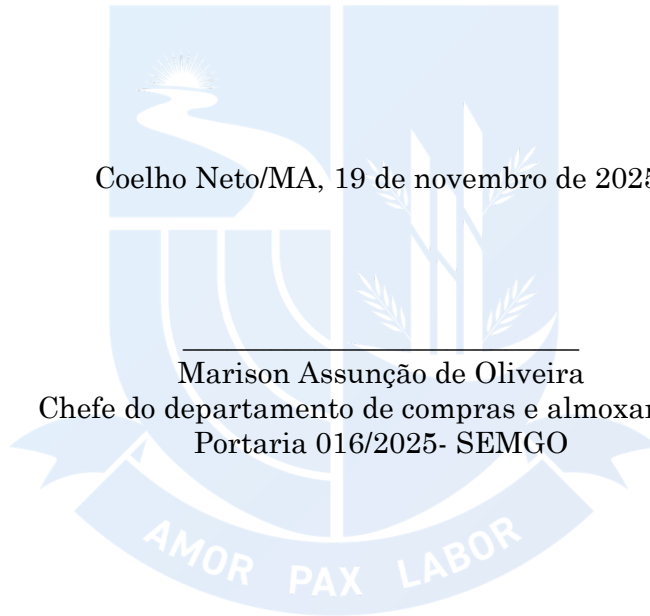 Coelho Neto/MA, 19 de novembro de 2025
Marison Assunção de Oliveira
Chefe do departamento de compras e
Portaria 016/2025- SEMGO
AMOR PAX LABOR